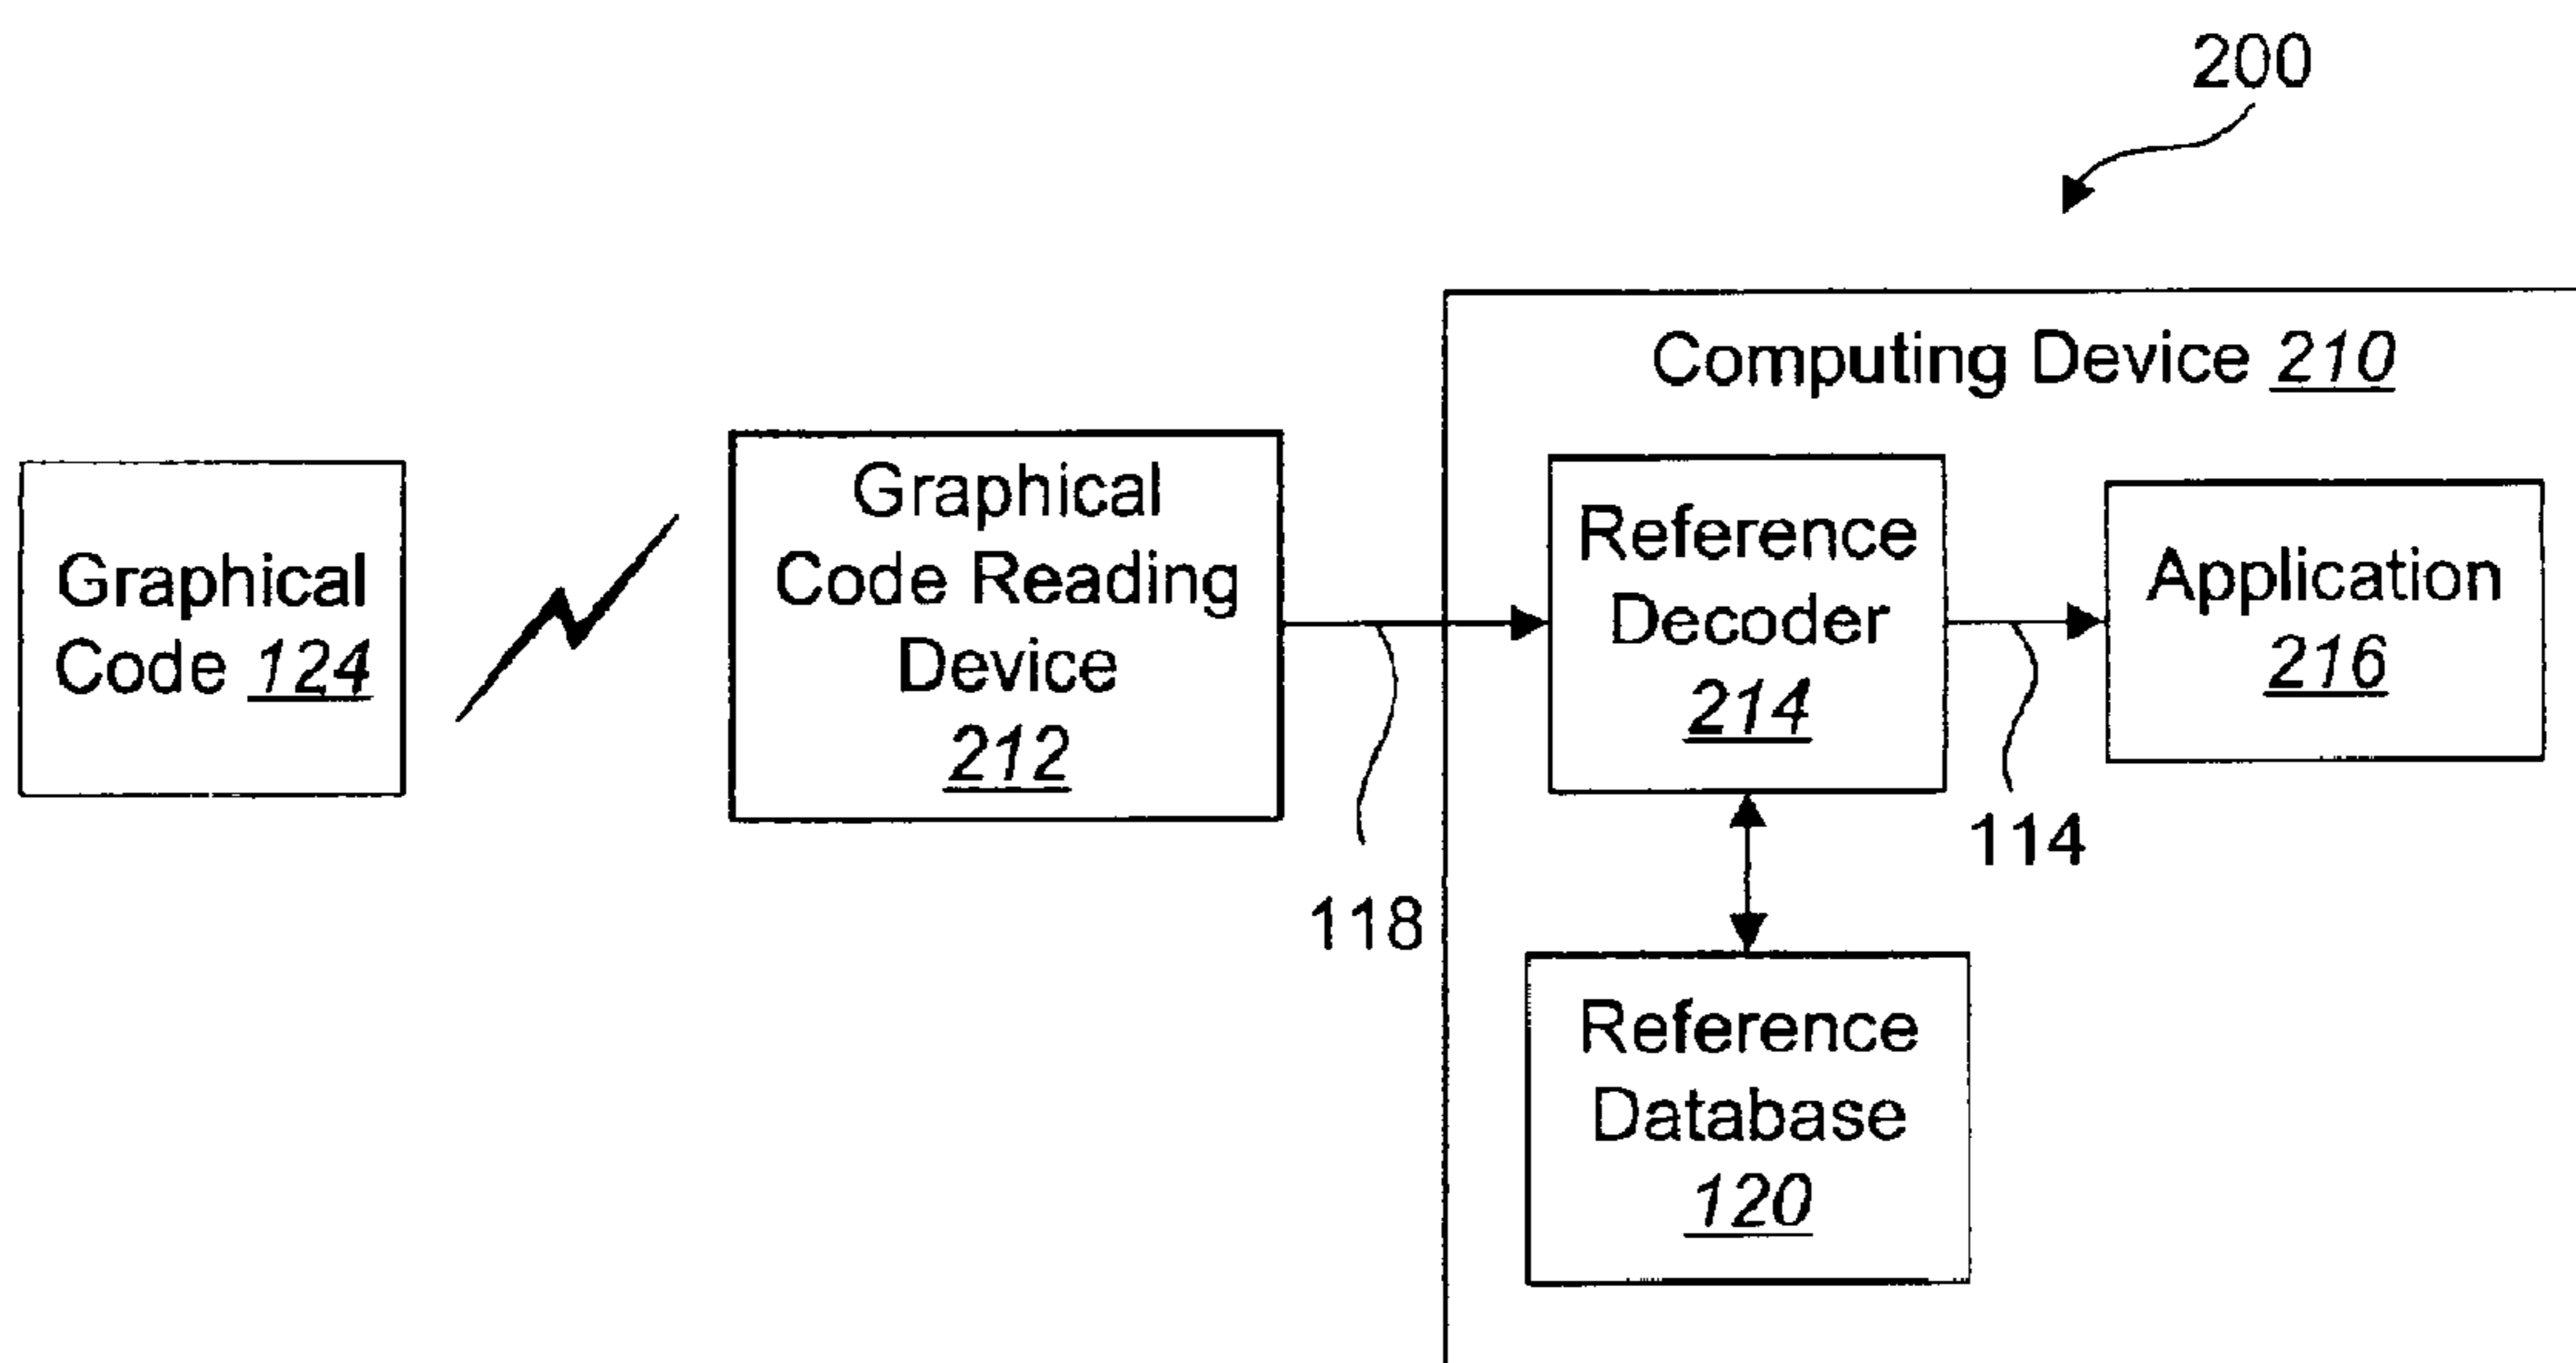 200
Computing Device 210
Graphical
Code 124
Graphical
Code Reading
Device
212
118
Reference
Decoder
214
114
Application
216
Reference
Database
120